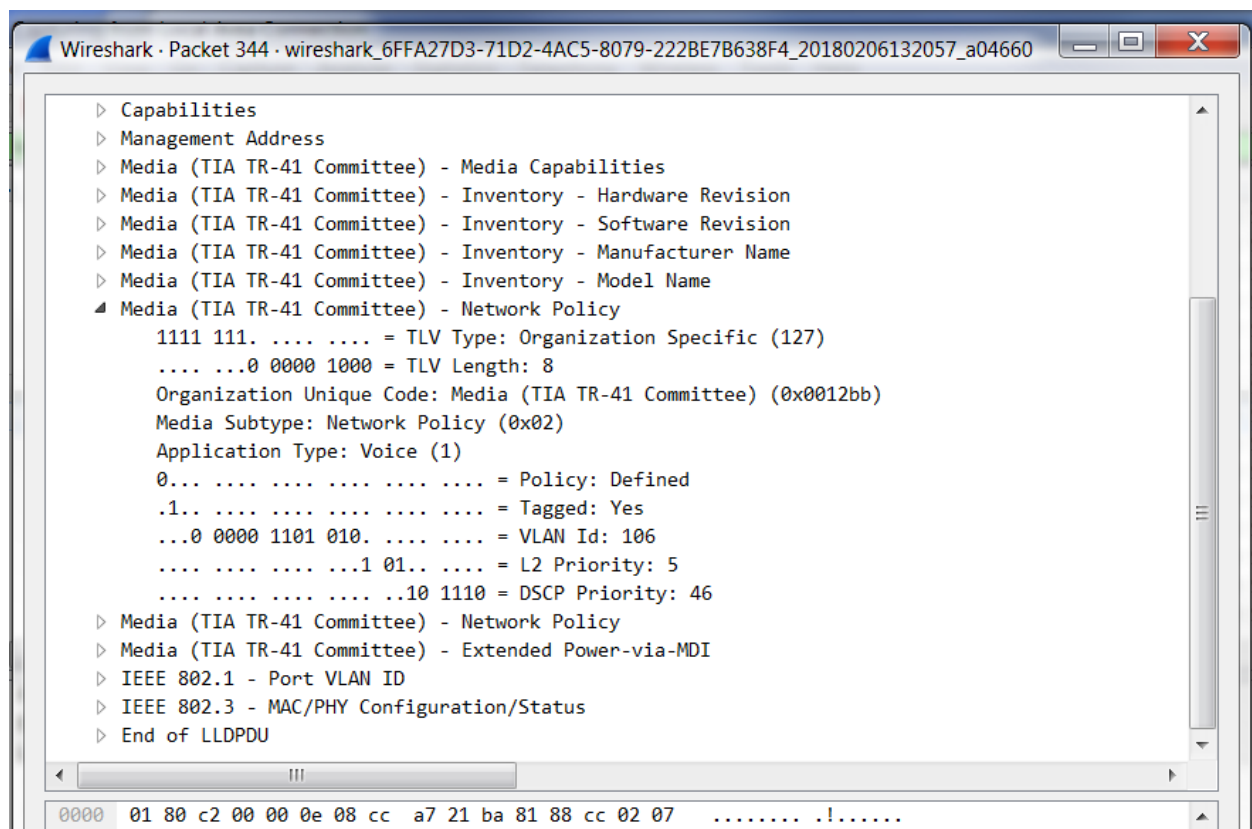 Wireshark · Packet 344 · wireshark_6FFA27D3-71D2-4AC5-8079-222BE7B638F4_20180206132057_a04660
Capabilities
Management Address
Media (TIA TR-41 Committee) - Media Capabilities
Media (TIA TR-41 Committee) - Inventory - Hardware Revision
Media (TIA TR-41 Committee) - Inventory - Software Revision
Media (TIA TR-41 Committee) - Inventory - Manufacturer Name
Media (TIA TR-41 Committee) - Inventory - Model Name
Media (TIA TR-41 Committee) - Network Policy
1111 111. .... .... = TLV Type: Organization Specific (127)
.... ...0 0000 1000 = TLV Length: 8
Organization Unique Code: Media (TIA TR-41 Committee) (0x0012bb)
Media Subtype: Network Policy (0x02)
Application Type: Voice (1)
0... .... .... .... .... .... = Policy: Defined
.1.. .... .... .... .... .... = Tagged: Yes
...0 0000 1101 010. .... .... = VLAN Id: 106
.... .... .... ...1 01.. .... = L2 Priority: 5
.... .... .... .... ..10 1110 = DSCP Priority: 46
Media (TIA TR-41 Committee) - Network Policy
Media (TIA TR-41 Committee) - Extended Power-via-MDI
IEEE 802.1 - Port VLAN ID
IEEE 802.3 - MAC/PHY Configuration/Status
End of LLDPDU
0000 01 80 c2 00 00 0e 08 cc a7 21 ba 81 88 cc 02 07 ........ .!......